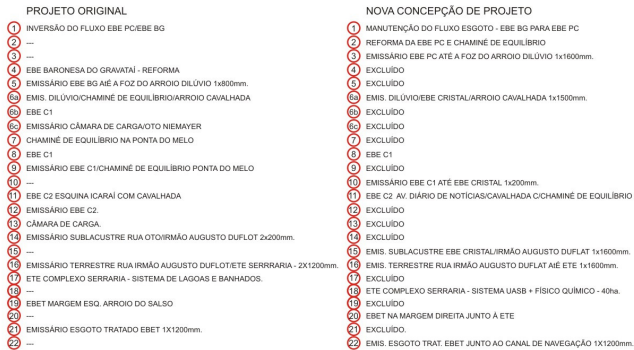 PROJETO ORIGINAL
1 INVERSÃO DO FLUXO EBE PC/EBE BG
2 ---
3 ---
4 EBE BARONESA DO GRAVATAÍ - REFORMA
5 EMISSÁRIO EBE BG AtÉ A FOZ DO ARROIO DILÚVIO 1x800mm.
6a EMIS. DILÚVIO/CHAMINÉ DE EQUILÍBRIO/ARROIO CAVALHADA
6b EBE C1
6c EMISSÁRIO CÂMARA DE CARGA/OTO NIEMAYER
7 CHAMINÉ DE EQUILÍBRIO NA PONTA DO MELO
8 EBE C1
9 EMISSÁRIO EBE C1/CHAMINÉ DE EQUILÍBRIO PONTA DO MELO
10 ---
11 EBE C2 ESQUINA ICARAÍ COM CAVALHADA
12 EMISSÁRIO EBE C2.
13 CÂMARA DE CARGA.
14 EMISSÁRIO SUBLACUSTRE RUA OTO/IRMÃO AUGUSTO DUFLOT 2x200mm.
15 ---
16 EMISSÁRIO TERRESTRE RUA IRMÃO AUGUSTO DUFLOT/ETE SERRRARIA - 2X1200mm.
17 ETE COMPLEXO SERRARIA - SISTEMA DE LAGOAS E BANHADOS.
18 ---
19 EBET MARGEM ESQ. ARROIO DO SALSO
20 ---
21 EMISSÁRIO ESGOTO TRATADO EBET 1X1200mm.
22 ---
NOVA CONCEPÇÃO DE PROJETO
1 MANUTENÇÃO DO FLUXO ESGOTO - EBE BG PARA EBE PC
2 REFORMA DA EBE PC E CHAMINÉ DE EQUILÍBRIO
3 EMISSÁRIO EBE PC ATÉ A FOZ DO ARROIO DILÚVIO 1x1600mm.
4 EXCLUÍDO
5 EXCLUÍDO
6a EMIS. DILÚVIO/EBE CRISTAL/ARROIO CAVALHADA 1x1500mm.
6b EXCLUÍDO
6c EXCLUÍDO
7 EXCLUÍDO
8 EBE C1
9 EXCLUÍDO
10 EMISSÁRIO EBE C1 ATÉ EBE CRISTAL 1x200mm.
11 EBE C2 AV. DIÁRIO DE NOTÍCIAS/CAVALHADA C/CHAMINÉ DE EQUILÍBRIO
12 EXCLUÍDO
13 EXCLUÍDO
14 EXCLUÍDO
15 EMIS. SUBLACUSTRE EBE CRISTAL/IRMÃO AUGUSTO DUFLAT 1x1600mm.
16 EMIS. TERRESTRE RUA IRMÃO AUGUSTO DUFLAT AtÉ ETE 1x1600mm.
17 EXCLUÍDO
18 ETE COMPLEXO SERRARIA - SISTEMA UASB + FÍSICO QUÍMICO - 40ha.
19 EXCLUÍDO
20 EBET NA MARGEM DIREITA JUNTO Á ETE
21 EXCLUÍDO.
22 EMIS. ESGOTO TRAT. EBET JUNTO AO CANAL DE NAVEGAÇÃO 1X1200mm.